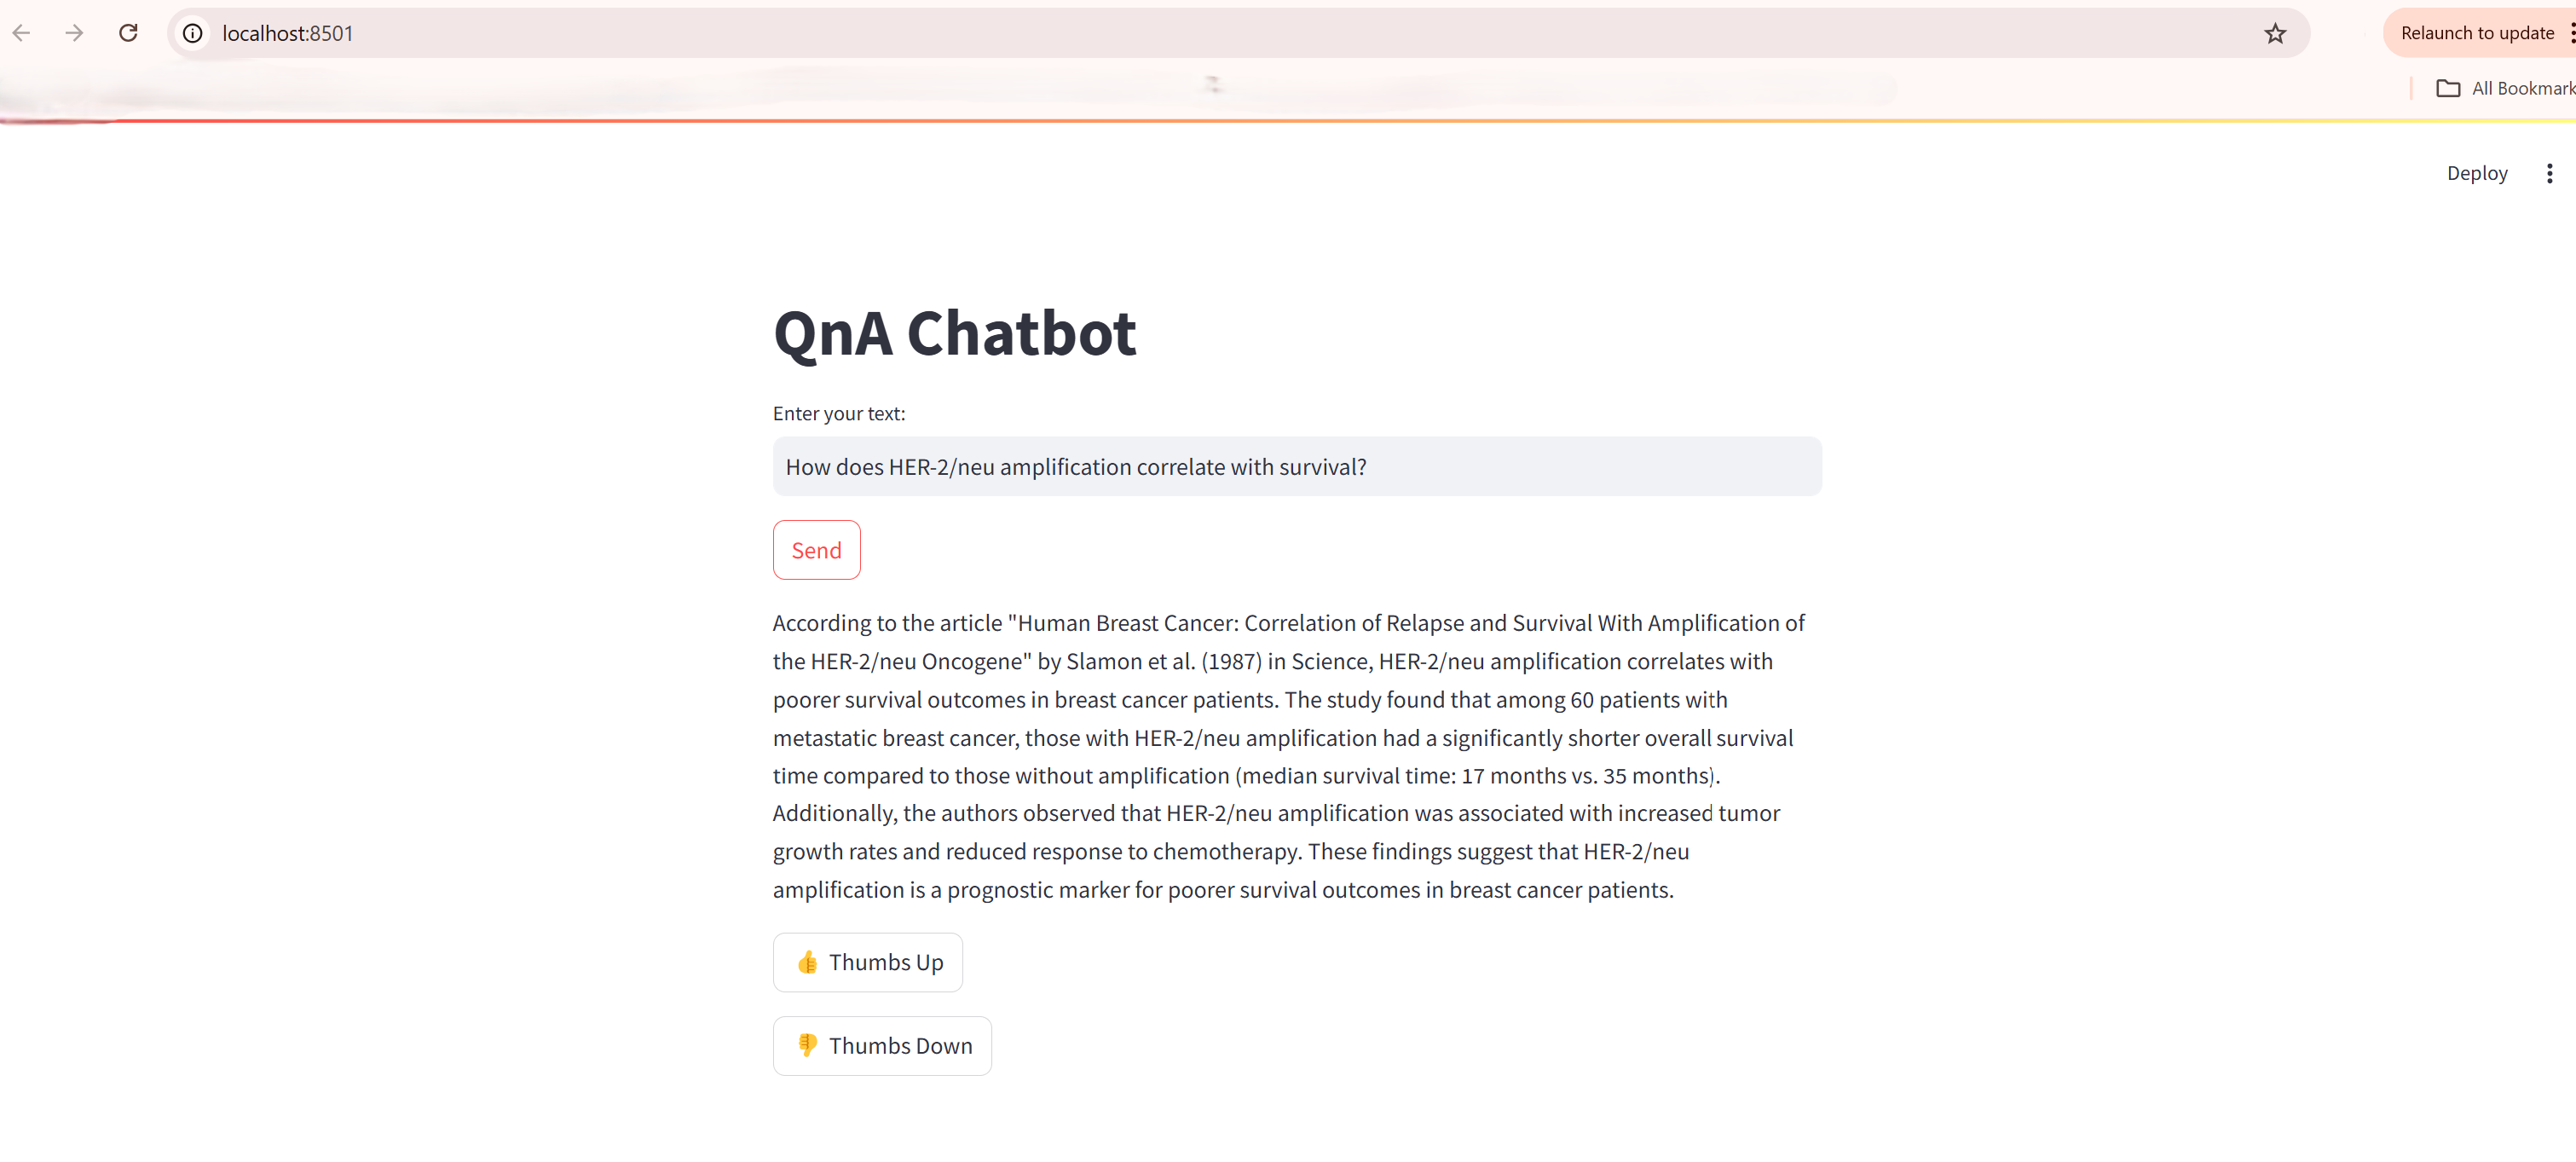 localhost:8501
Relaunch to update
All Bookmark
Deploy
QnA Chatbot
Enter your text:
How does HER-2/neu amplification correlate with survival?
Send
According to the article "Human Breast Cancer: Correlation of Relapse and Survival With Amplification of
the HER-2/neu Oncogene" by Slamon et al. (1987) in Science, HER-2/neu amplification correlates with
poorer survival outcomes in breast cancer patients. The study found that among 60 patients with
metastatic breast cancer, those with HER-2/neu amplification had a significantly shorter overall survival
time compared to those without amplification (median survival time: 17 months vs. 35 months).
Additionally, the authors observed that HER-2/neu amplification was associated with increased tumor
growth rates and reduced response to chemotherapy. These findings suggest that HER-2/neu
amplification is a prognostic marker for poorer survival outcomes in breast cancer patients.
👍 Thumbs Up
👎 Thumbs Down